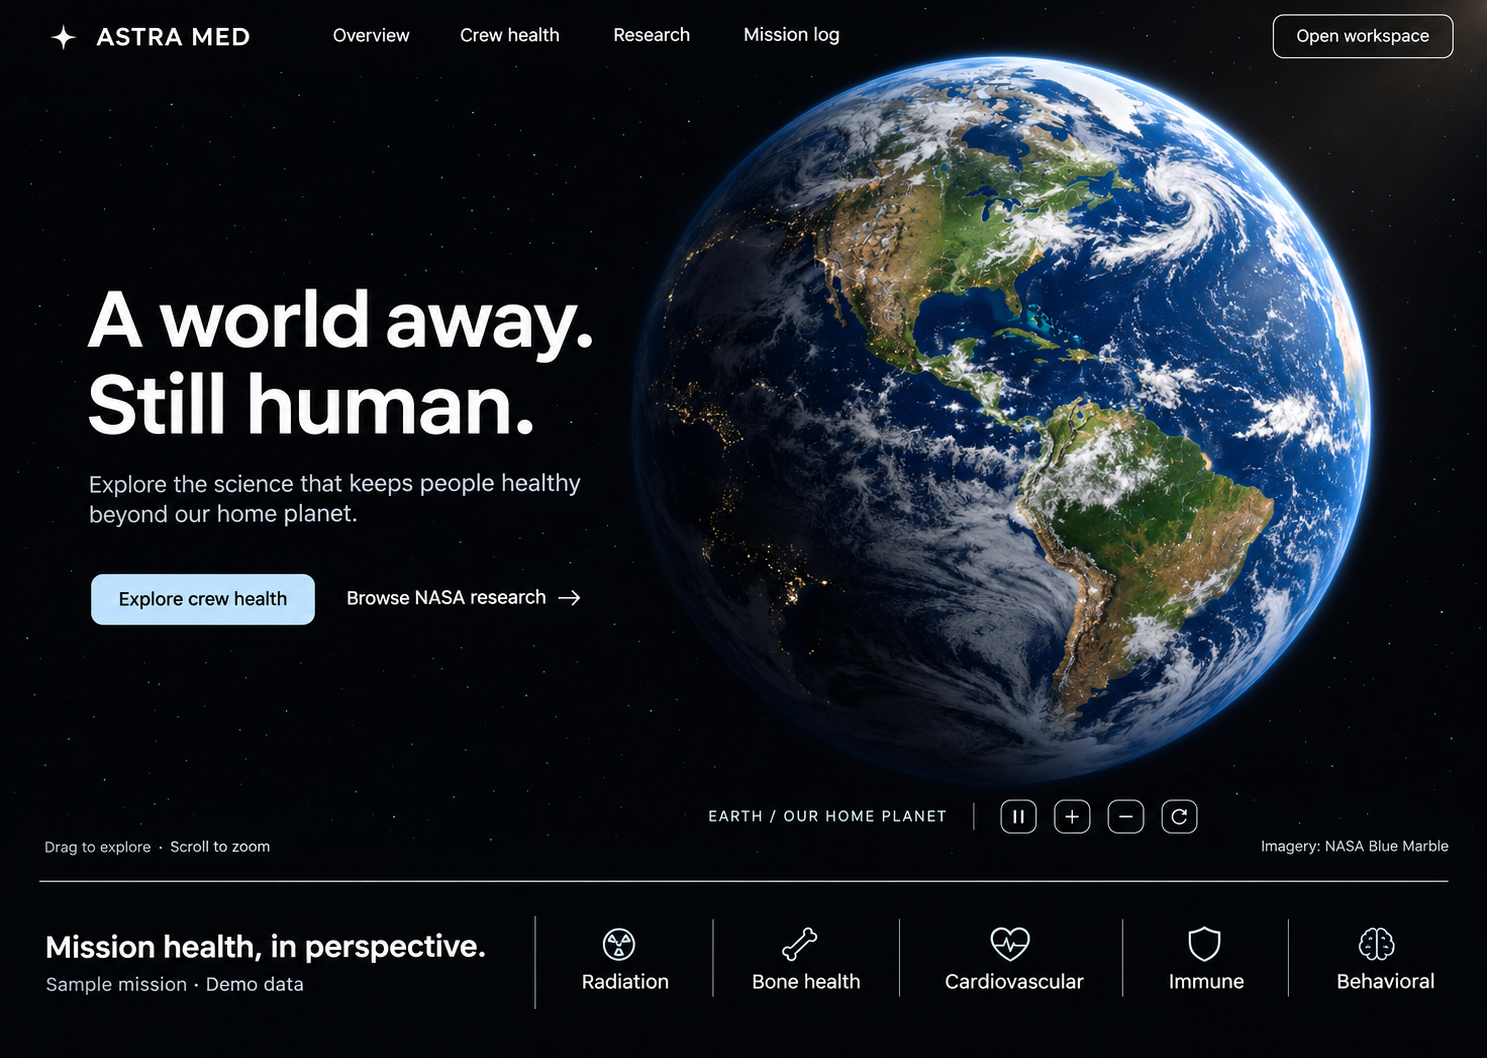 ASTRA MED
Overview
Crew health
Research
Mission log
Open workspace
A world away.
Still human.
Explore the science that keeps people healthy
beyond our home planet.
Explore crew health
Browse NASA research →
EARTH / OUR HOME PLANET
Drag to explore · Scroll to zoom
Imagery: NASA Blue Marble
Mission health, in perspective.
Sample mission · Demo data
Radiation
Bone health
Cardiovascular
Immune
Behavioral